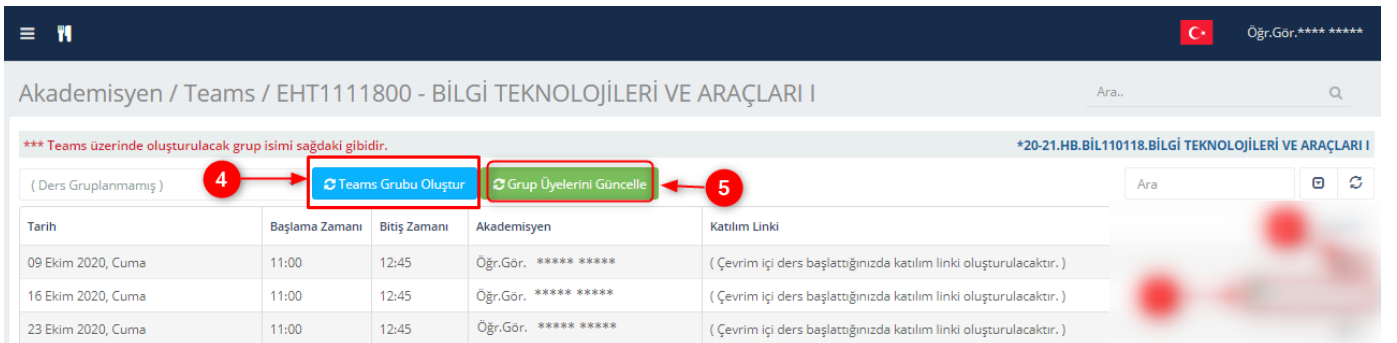 Öğr.Gör.**** *****
Akademisyen / Teams / EHT1111800 - BİLGİ TEKNOLOJİLERİ VE ARAÇLARI I
Ara..
*** Teams üzerinde oluşturulacak grup isimi sağdaki gibidir.
*20-21.HB.BİL110118.BİLGİ TEKNOLOJİLERİ VE ARAÇLARI I
( Ders Gruplanmamış )
4
Teams Grubu Oluştur
Grup Üyelerini Güncelle
5
Ara
Tarih Başlama Zamanı Bitiş Zamanı Akademisyen Katılım Linki
09 Ekim 2020, Cuma 11:00 12:45 Öğr.Gör. ***** ***** ( Çevrim içi ders başlattığınızda katılım linki oluşturulacaktır. )
16 Ekim 2020, Cuma 11:00 12:45 Öğr.Gör. ***** ***** ( Çevrim içi ders başlattığınızda katılım linki oluşturulacaktır. )
23 Ekim 2020, Cuma 11:00 12:45 Öğr.Gör. ***** ***** ( Çevrim içi ders başlattığınızda katılım linki oluşturulacaktır. )